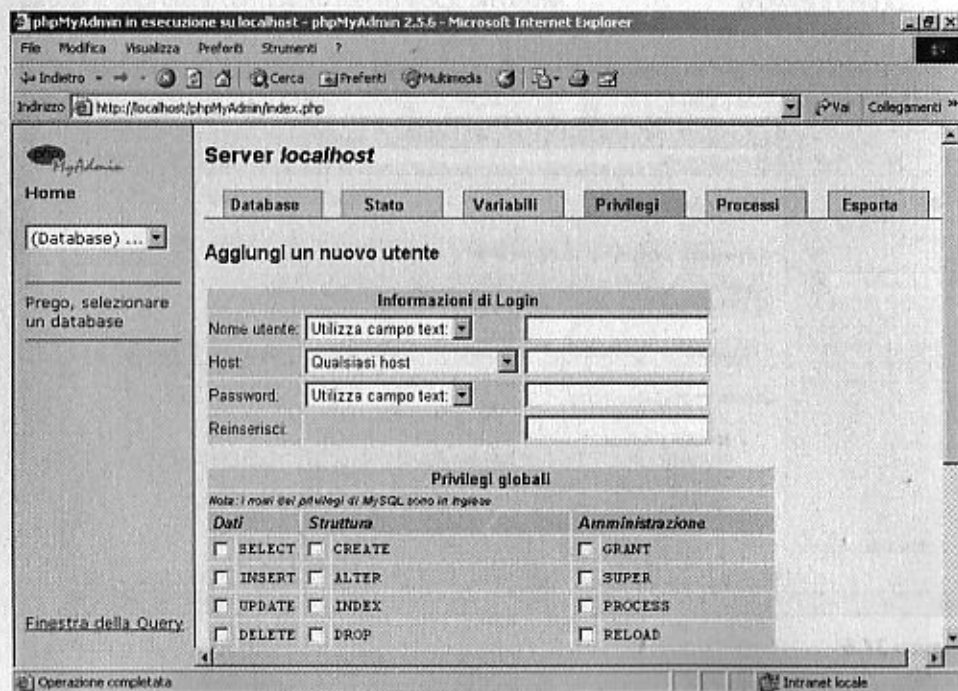 phpMyAdmin in esecuzione su localhost - phpMyAdmin 2.5.6 - Microsoft Internet Explorer
File Modifica Visualizza Preferiti Strumenti ?
Indietro Cerca Preferiti Multimedia
Indirizzo http://localhost/phpMyAdmin/index.php Vai Collegamenti »
php
MyAdmin
Home
(Database) ...
Prego, selezionare
un database
Finestra della Query
Server localhost
Database Stato Variabili Privilegi Processi Esporta
Aggiungi un nuovo utente
Informazioni di Login
Nome utente: Utilizza campo text:
Host: Qualsiasi host
Password: Utilizza campo text:
Reinserisci:
Privilegi globali
Nota: i nomi dei privilegi di MySQL sono in Inglese
Dati Struttura Amministrazione
SELECT CREATE GRANT
INSERT ALTER SUPER
UPDATE INDEX PROCESS
DELETE DROP RELOAD
Operazione completata Intranet locale